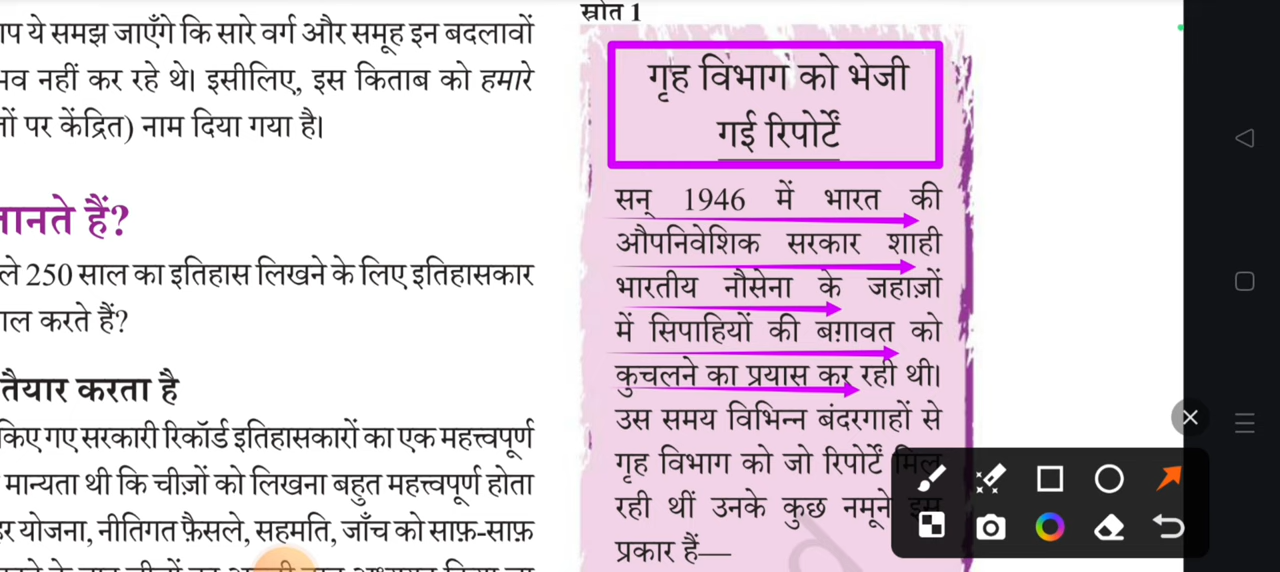 प ये समझ जाएँगे कि सारे वर्ग और समूह इन बदलावों
नहीं कर रहे थे। इसीलिए, इस किताब को हमारे
पर केंद्रित) नाम दिया गया है।
हैं?
250 साल का इतिहास लिखने के लिए इतिहासकार
करते हैं?
तैयार करता है
किए गए सरकारी रिकॉर्ड इतिहासकारों का एक महत्त्वपूर्ण
मान्यता थी कि चीज़ों को लिखना बहुत महत्त्वपूर्ण होता
योजना, नीतिगत फ़ैसले, सहमति, जाँच को साफ़-साफ़
स्रोत 1
गृह विभाग को भेजी
गई रिपोर्टें
सन् 1946 में भारत की
औपनिवेशिक सरकार शाही
भारतीय नौसेना के जहाज़ों
में सिपाहियों की बग़ावत को
कुचलने का प्रयास कर रही थी।
उस समय विभिन्न बंदरगाहों से
गृह विभाग को जो रिपोर्टें मिल
रही थीं उनके कुछ नमूने इस
प्रकार हैं—